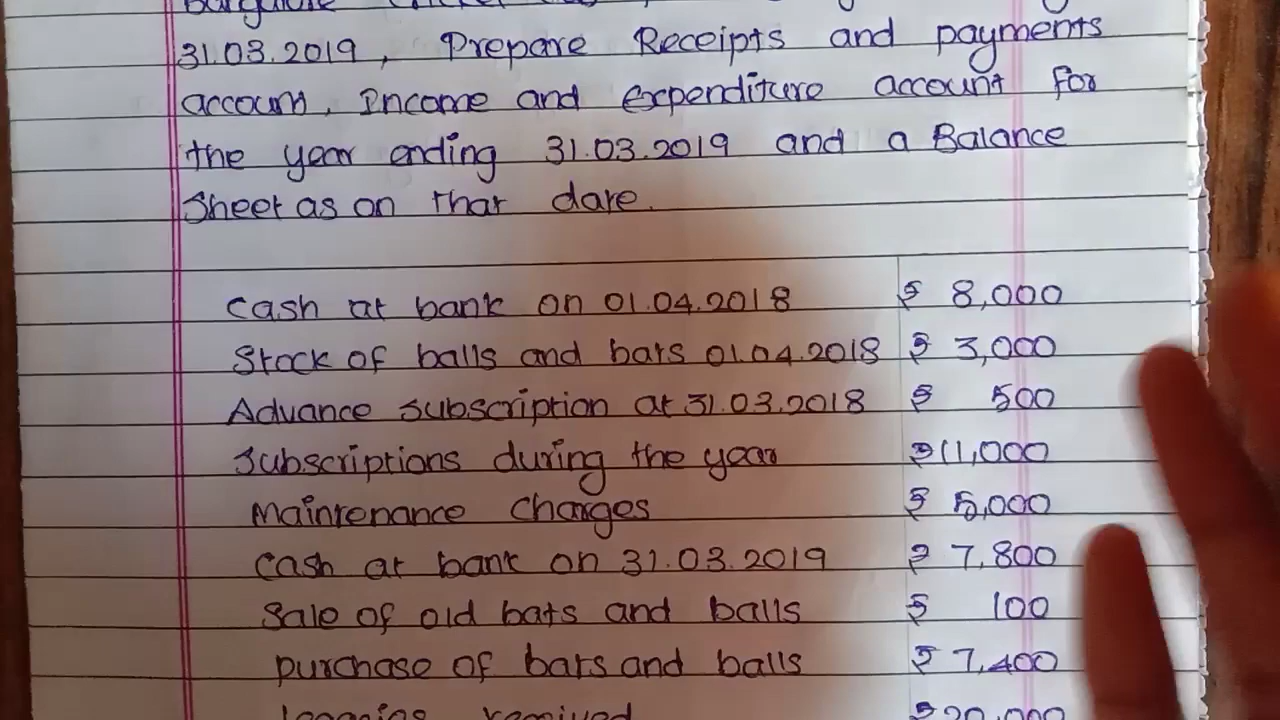 31.03.2019, Prepare Receipts and payments
account, Income and Expenditure account for
the year ending 31.03.2019 and a Balance
Sheet as on that date.
Cash at bank on 01.04.2018 ₹ 8,000
Stock of balls and bats 01.04.2018 ₹ 3,000
Advance subscription at 31.03.2018 ₹ 500
Subscriptions during the year ₹ 11,000
Maintenance charges ₹ 5,000
Cash at bank on 31.03.2019 ₹ 7,800
Sale of old bats and balls ₹ 100
purchase of bats and balls ₹ 7,400
₹ 20,000